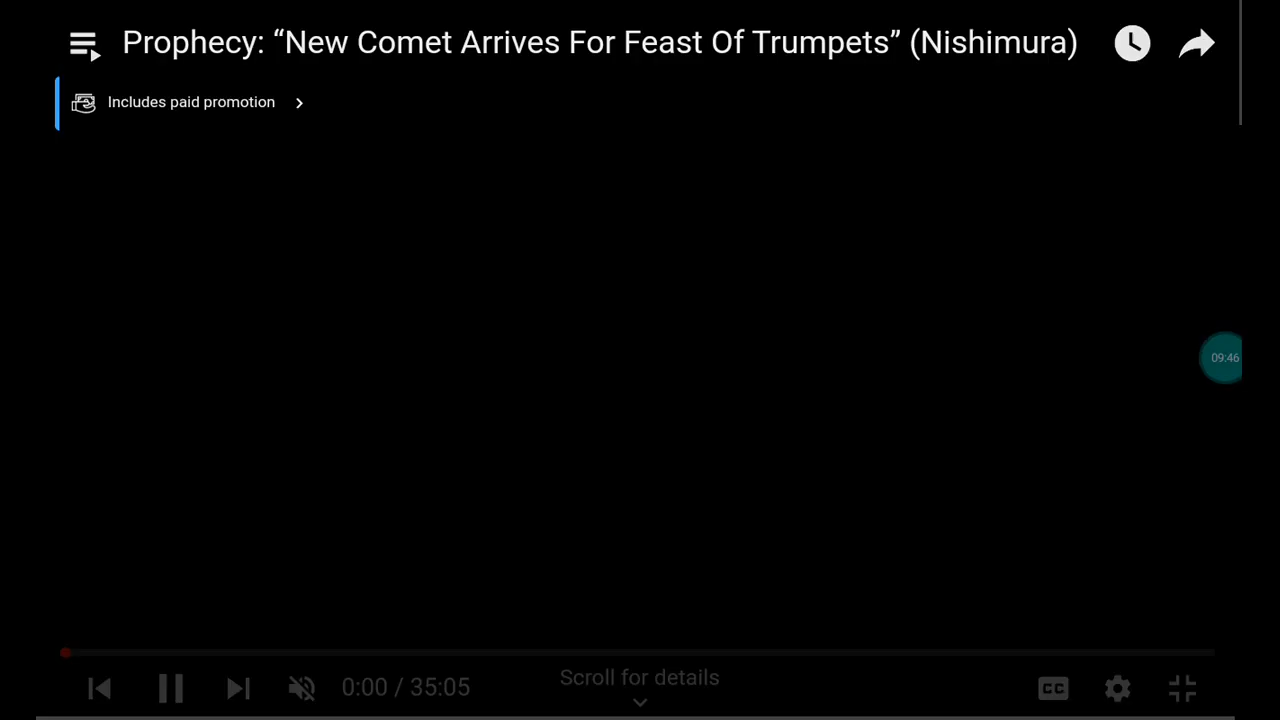 Prophecy: “New Comet Arrives For Feast Of Trumpets” (Nishimura)
Includes paid promotion
09:46
0:00 / 35:05
Scroll for details
CC